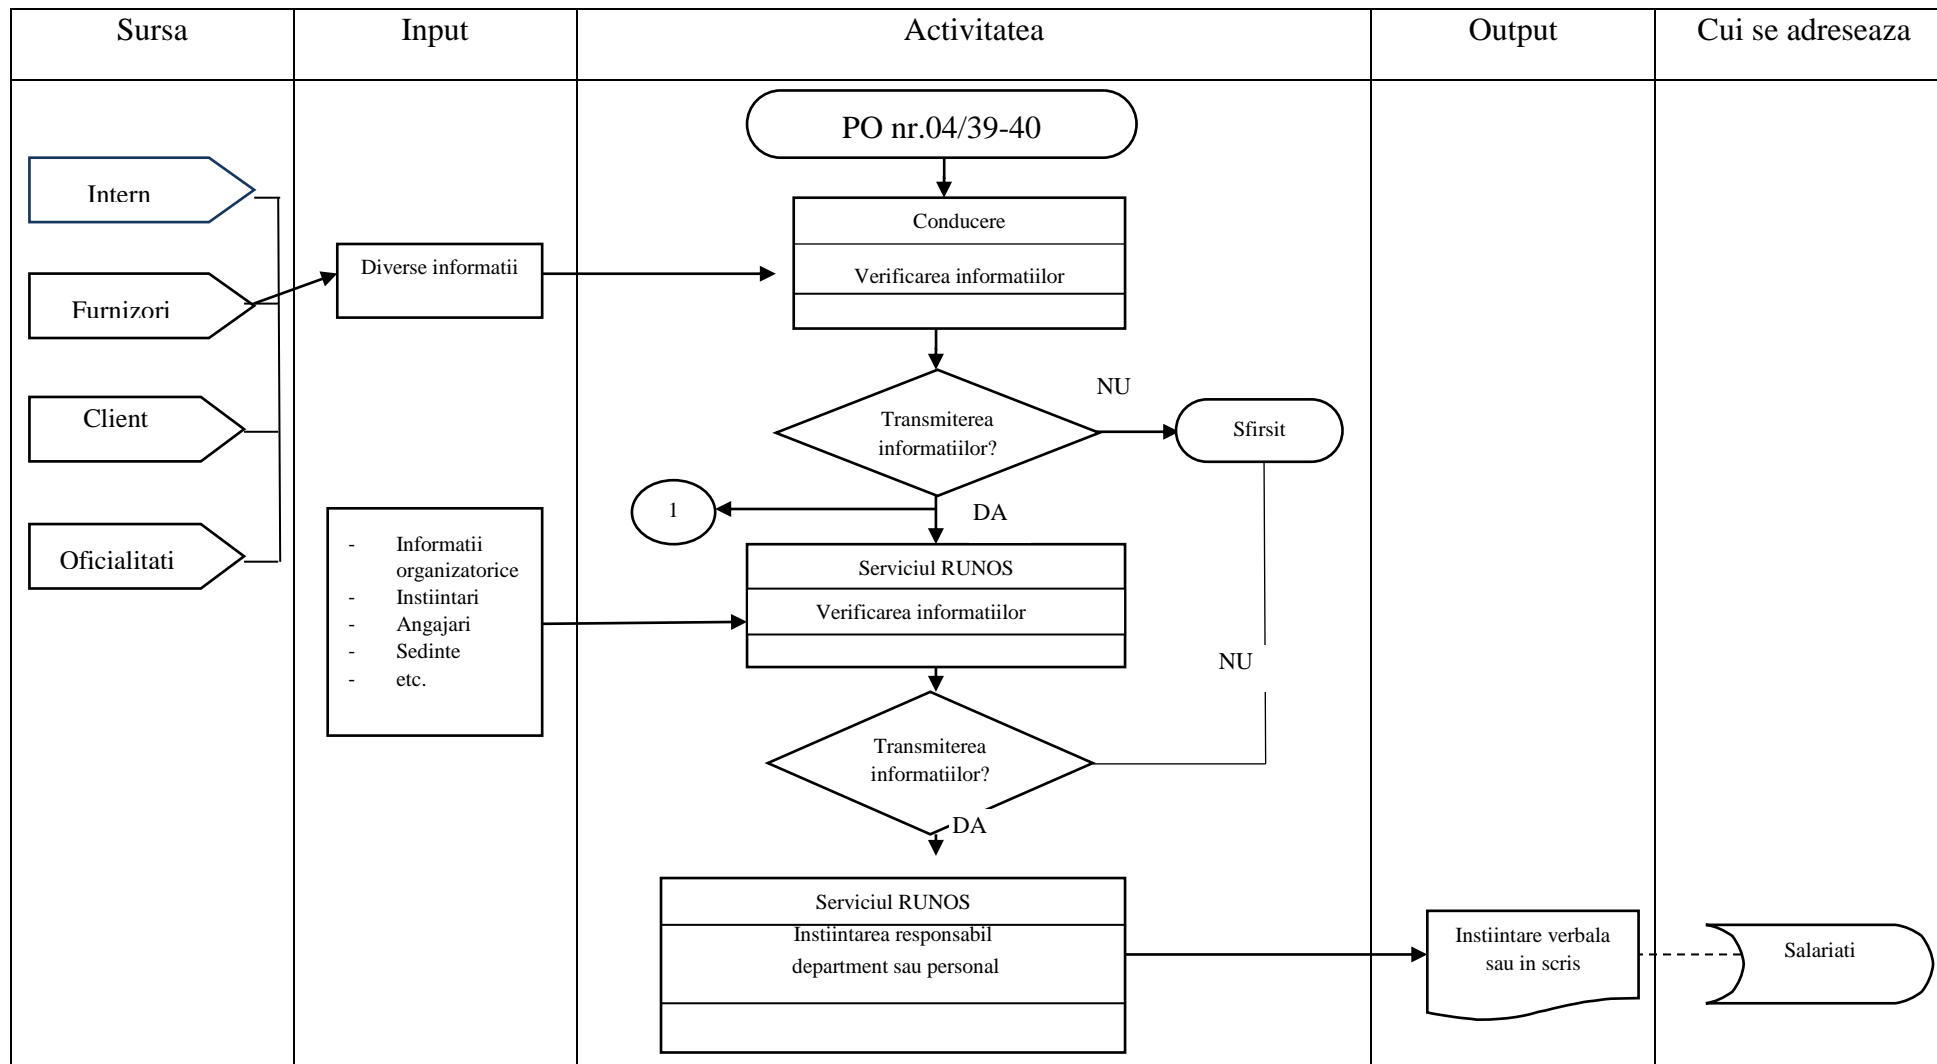 Sursa
Input
Activitatea
Output
Cui se adreseaza
PO nr.04/39-40
Intern
Conducere
Verificarea informatiilor
Diverse informatii
Furnizori
Client
Transmiterea
informatiilor?
NU
Sfirsit
1
DA
- Informatii
organizatorice
- Instiintari
- Angajari
- Sedinte
- etc.
Oficialitati
Serviciul RUNOS
Verificarea informatiilor
NU
Transmiterea
informatiilor?
DA
Serviciul RUNOS
Instiintarea responsabil
department sau personal
Instiintare verbala
sau in scris
Salariati